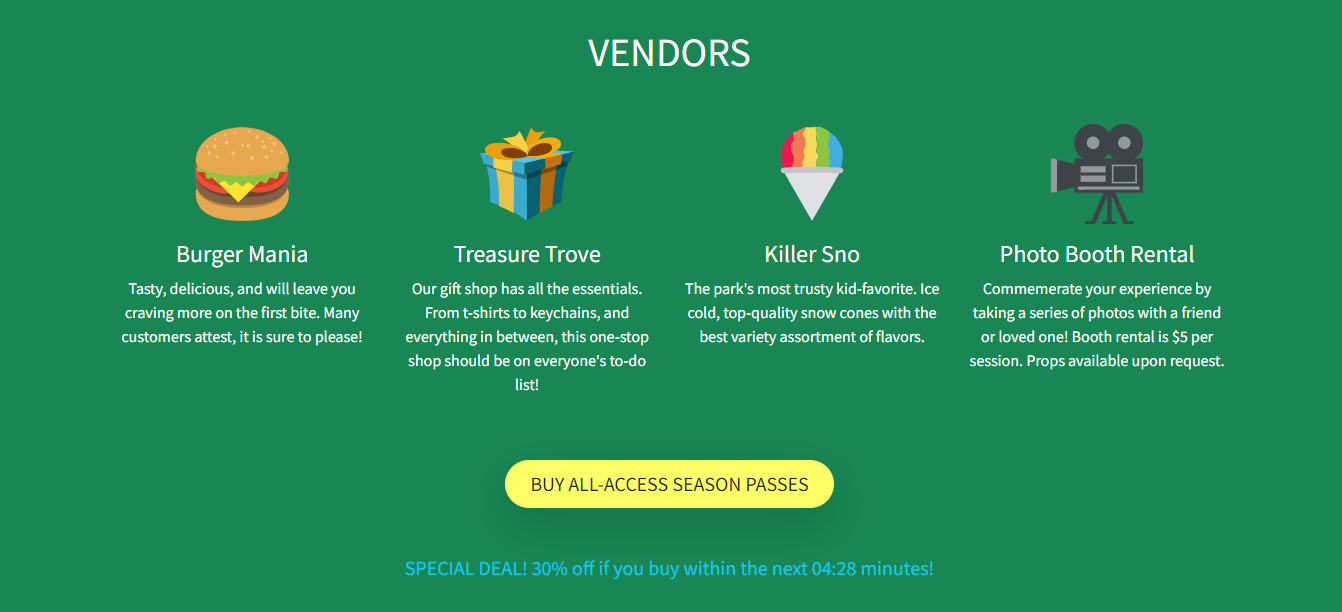 VENDORS
Burger Mania
Tasty, delicious, and will leave you
craving more on the first bite. Many
customers attest, it is sure to please!
Treasure Trove
Our gift shop has all the essentials.
From t-shirts to keychains, and
everything in between, this one-stop
shop should be on everyone's to-do
list!
Killer Sno
The park's most trusty kid-favorite. Ice
cold, top-quality snow cones with the
best variety assortment of flavors.
Photo Booth Rental
Commemerate your experience by
taking a series of photos with a friend
or loved one! Booth rental is $5 per
session. Props available upon request.
BUY ALL-ACCESS SEASON PASSES
SPECIAL DEAL! 30% off if you buy within the next 04:28 minutes!